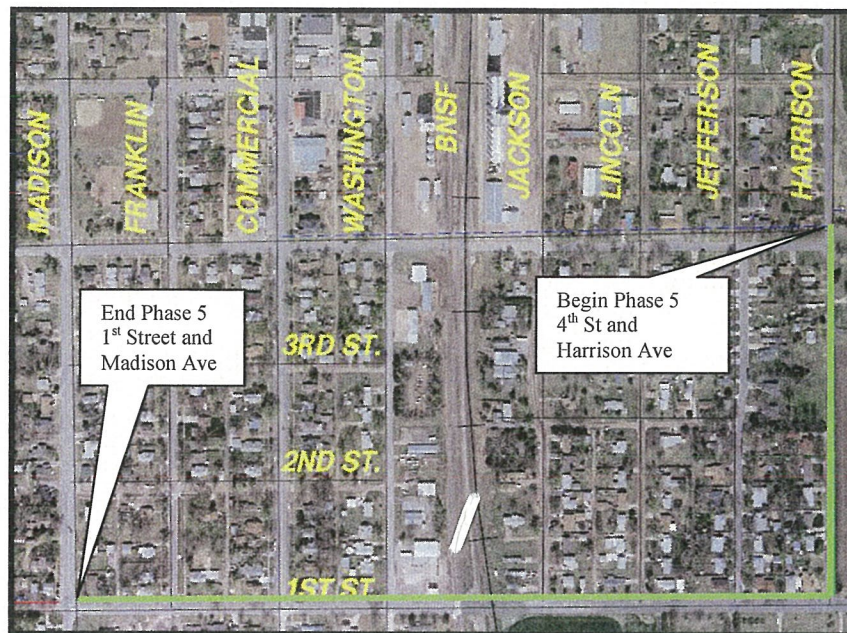 MADISON
FRANKLIN
COMMERCIAL
WASHINGTON
BNSF
JACKSON
LINCOLN
JEFFERSON
HARRISON
End Phase 5
1st Street and
Madison Ave
Begin Phase 5
4th St and
Harrison Ave
3RD ST.
2ND ST.
1ST ST.